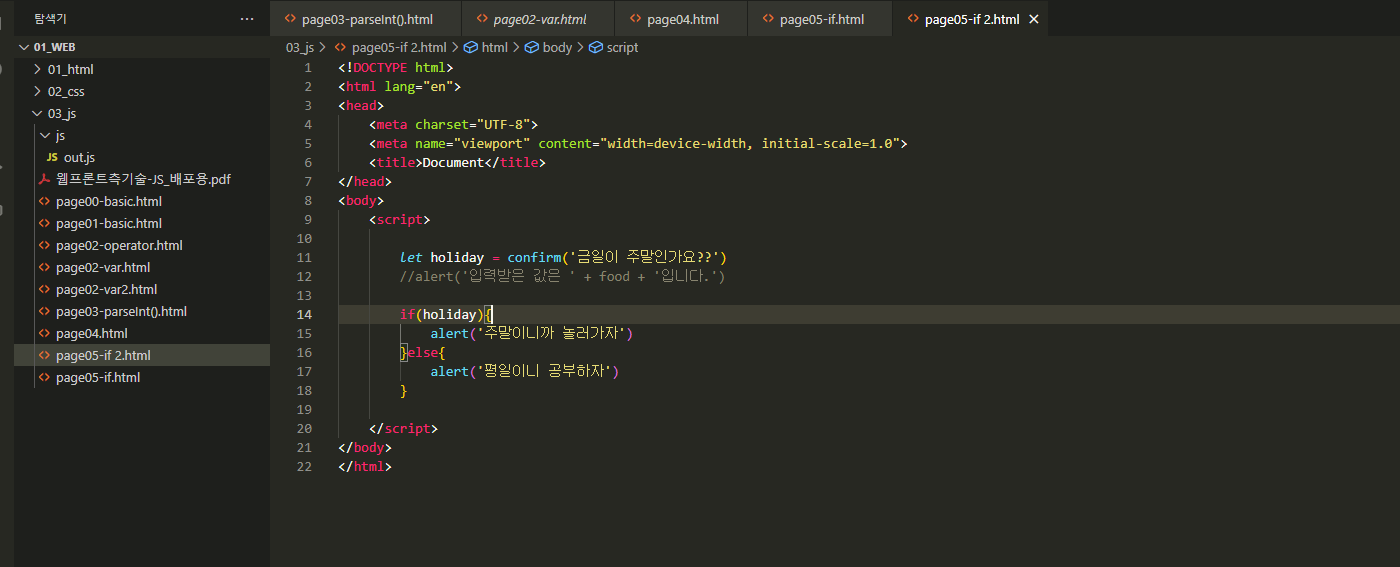 탐색기 ···
01_WEB
01_html
02_css
03_js
js
JS out.js
웹프론트측기술-JS_배포용.pdf
page00-basic.html
page01-basic.html
page02-operator.html
page02-var.html
page02-var2.html
page03-parseInt().html
page04.html
page05-if 2.html
page05-if.html
page03-parseInt().html page02-var.html page04.html page05-if.html page05-if 2.html ×
03_js > <> page05-if 2.html > html > body > script
1 <!DOCTYPE html>
2 <html lang="en">
3 <head>
4 <meta charset="UTF-8">
5 <meta name="viewport" content="width=device-width, initial-scale=1.0">
6 <title>Document</title>
7 </head>
8 <body>
9 <script>
10
11 let holiday = confirm('금일이 주말인가요??')
12 //alert('입력받은 값은 ' + food + '입니다.')
13
14 if(holiday){
15 alert('주말이니까 놀러가자')
16 }else{
17 alert('평일이니 공부하자')
18 }
19
20 </script>
21 </body>
22 </html>